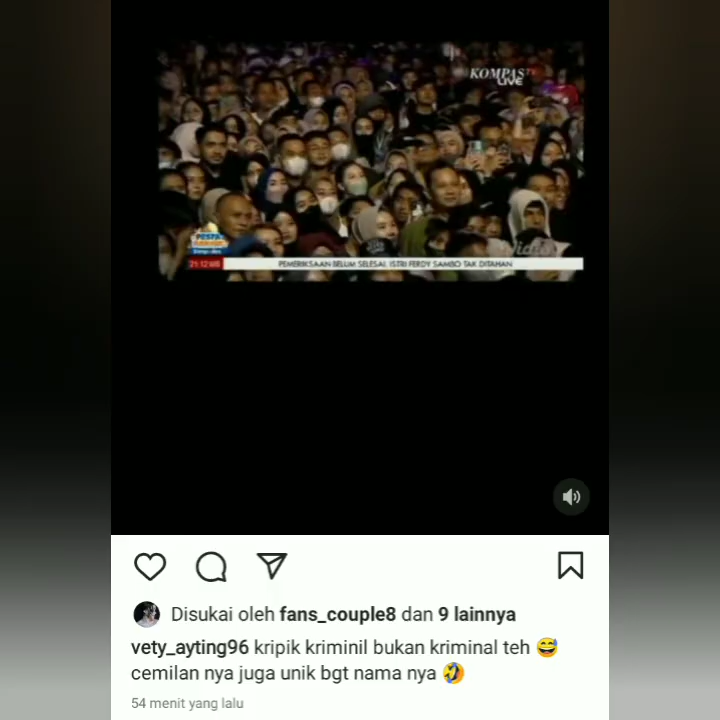 KOMPAS TV
LIVE
PESTA
21:12 WIB PEMERIKSAAN BELUM SELESAI, ISTRI FERDY SAMBO TAK DITAHAN
Disukai oleh fans_couple8 dan 9 lainnya
vety_ayting96 kripik kriminil bukan kriminal teh 😅
cemilan nya juga unik bgt nama nya 🤣
54 menit yang lalu